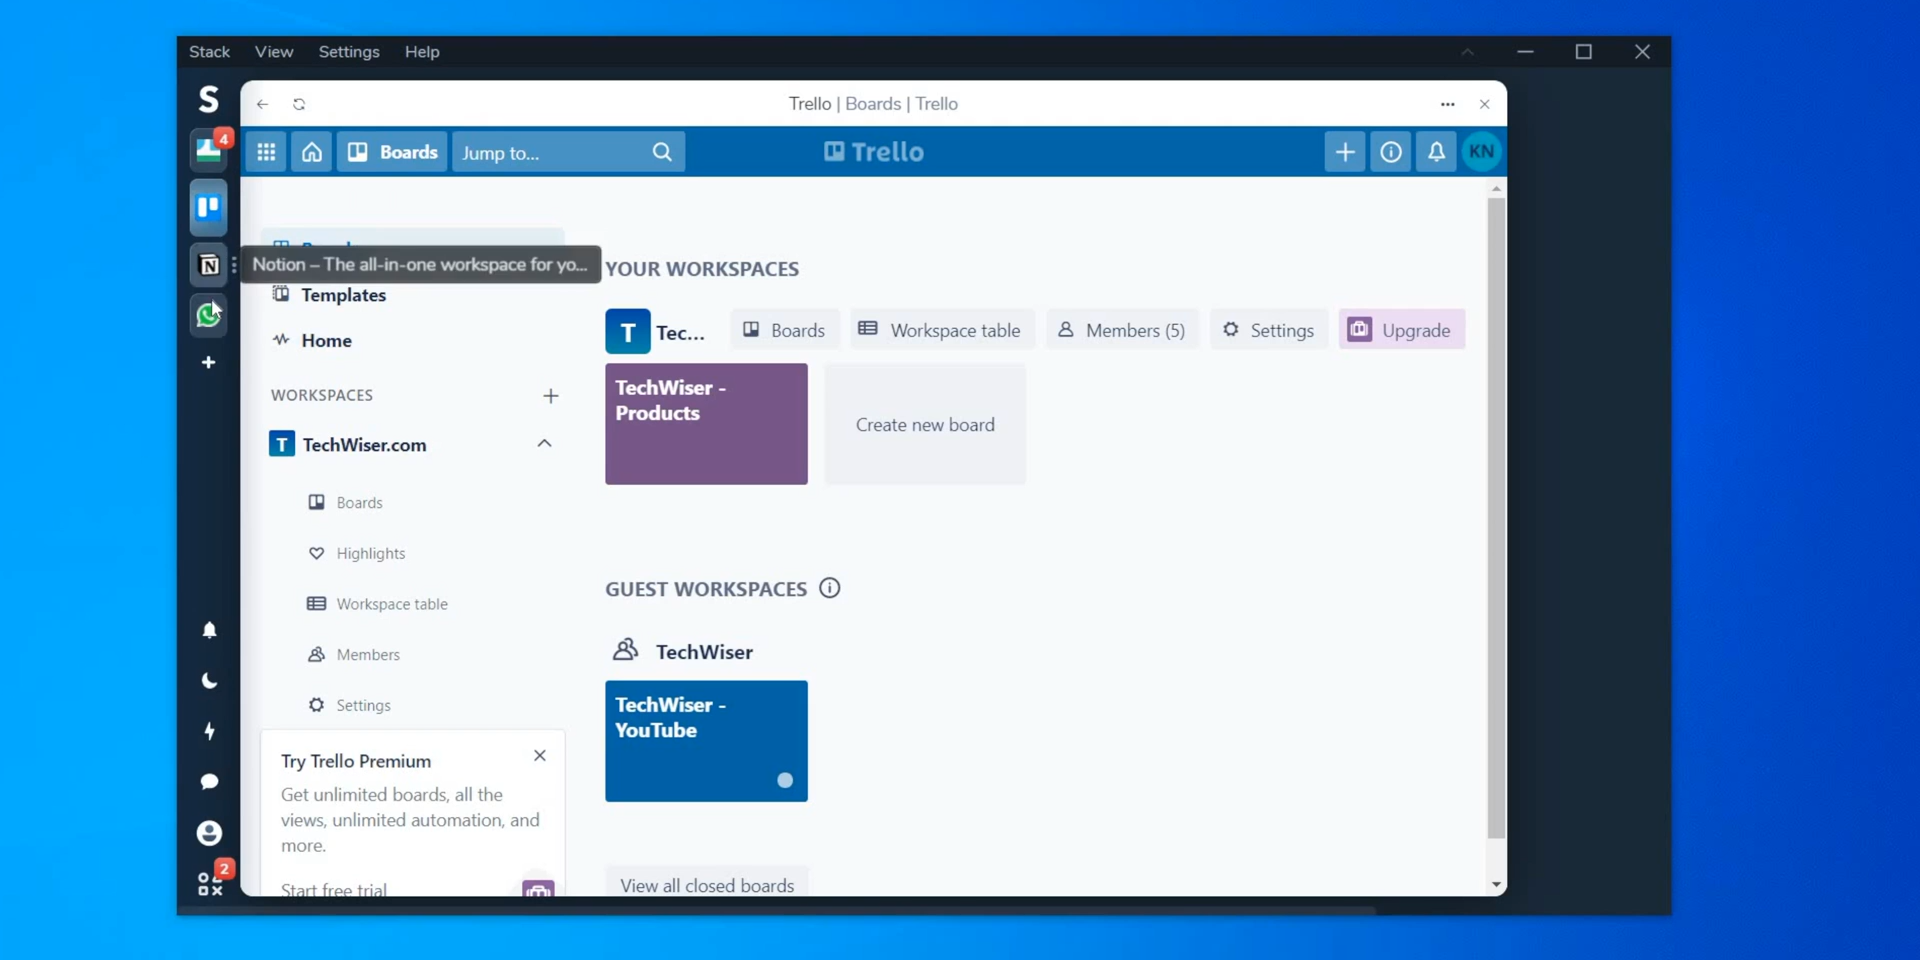 Stack View Settings Help
S
Trello | Boards | Trello
4
Boards
Jump to...
Trello
KN
N
Notion – The all-in-one workspace for yo...
Templates
Home
WORKSPACES
T TechWiser.com
Boards
Highlights
Workspace table
Members
Settings
Try Trello Premium
Get unlimited boards, all the
views, unlimited automation, and
more.
Start free trial
2
YOUR WORKSPACES
T Tec...
Boards
Workspace table
Members (5)
Settings
Upgrade
TechWiser -
Products
Create new board
GUEST WORKSPACES
TechWiser
TechWiser -
YouTube
View all closed boards